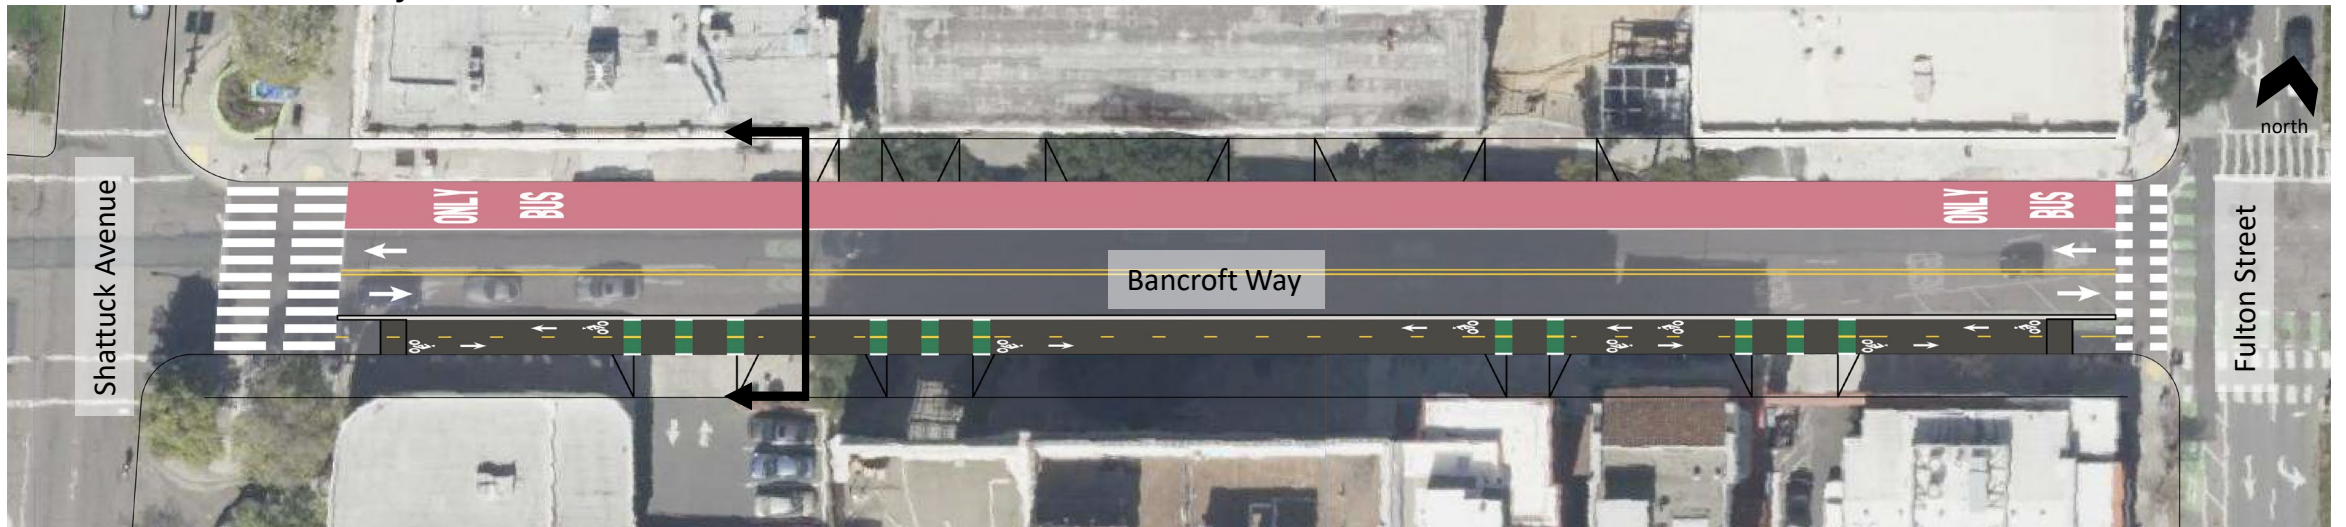 north
Shattuck Avenue
ONLY
BUS
ONLY
BUS
Bancroft Way
Fulton Street